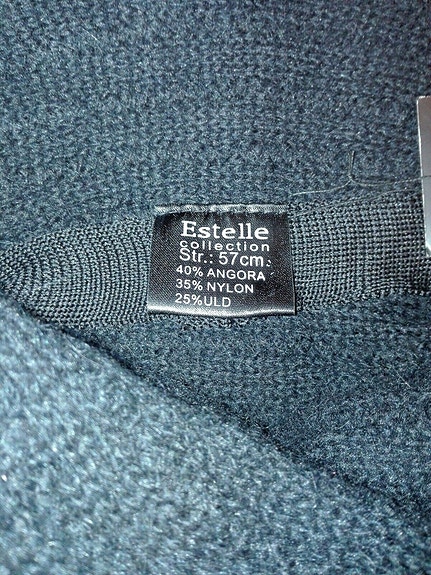 Estelle
collection
Str.: 57cm.
40% ANGORA
35% NYLON
25% ULD